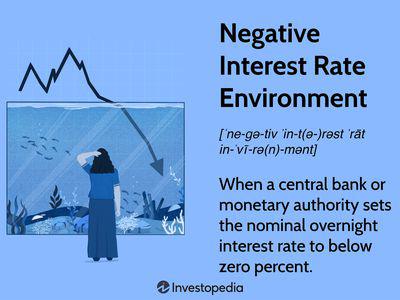 Negative
Interest Rate
Environment
[ˈne-gə-tiv ˈin-t(ə-)rəst ˈrāt
in-ˈvī-rə(n)-mənt]
When a central bank or
monetary authority sets
the nominal overnight
interest rate to below
zero percent.
Investopedia